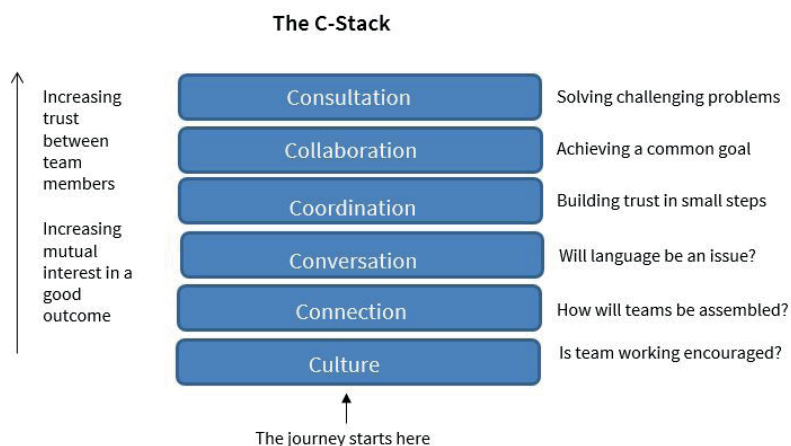 The C-Stack
Increasing
trust
between
team
members
Increasing
mutual
interest in a
good
outcome
Consultation
Collaboration
Coordination
Conversation
Connection
Culture
Solving challenging problems
Achieving a common goal
Building trust in small steps
Will language be an issue?
How will teams be assembled?
Is team working encouraged?
The journey starts here